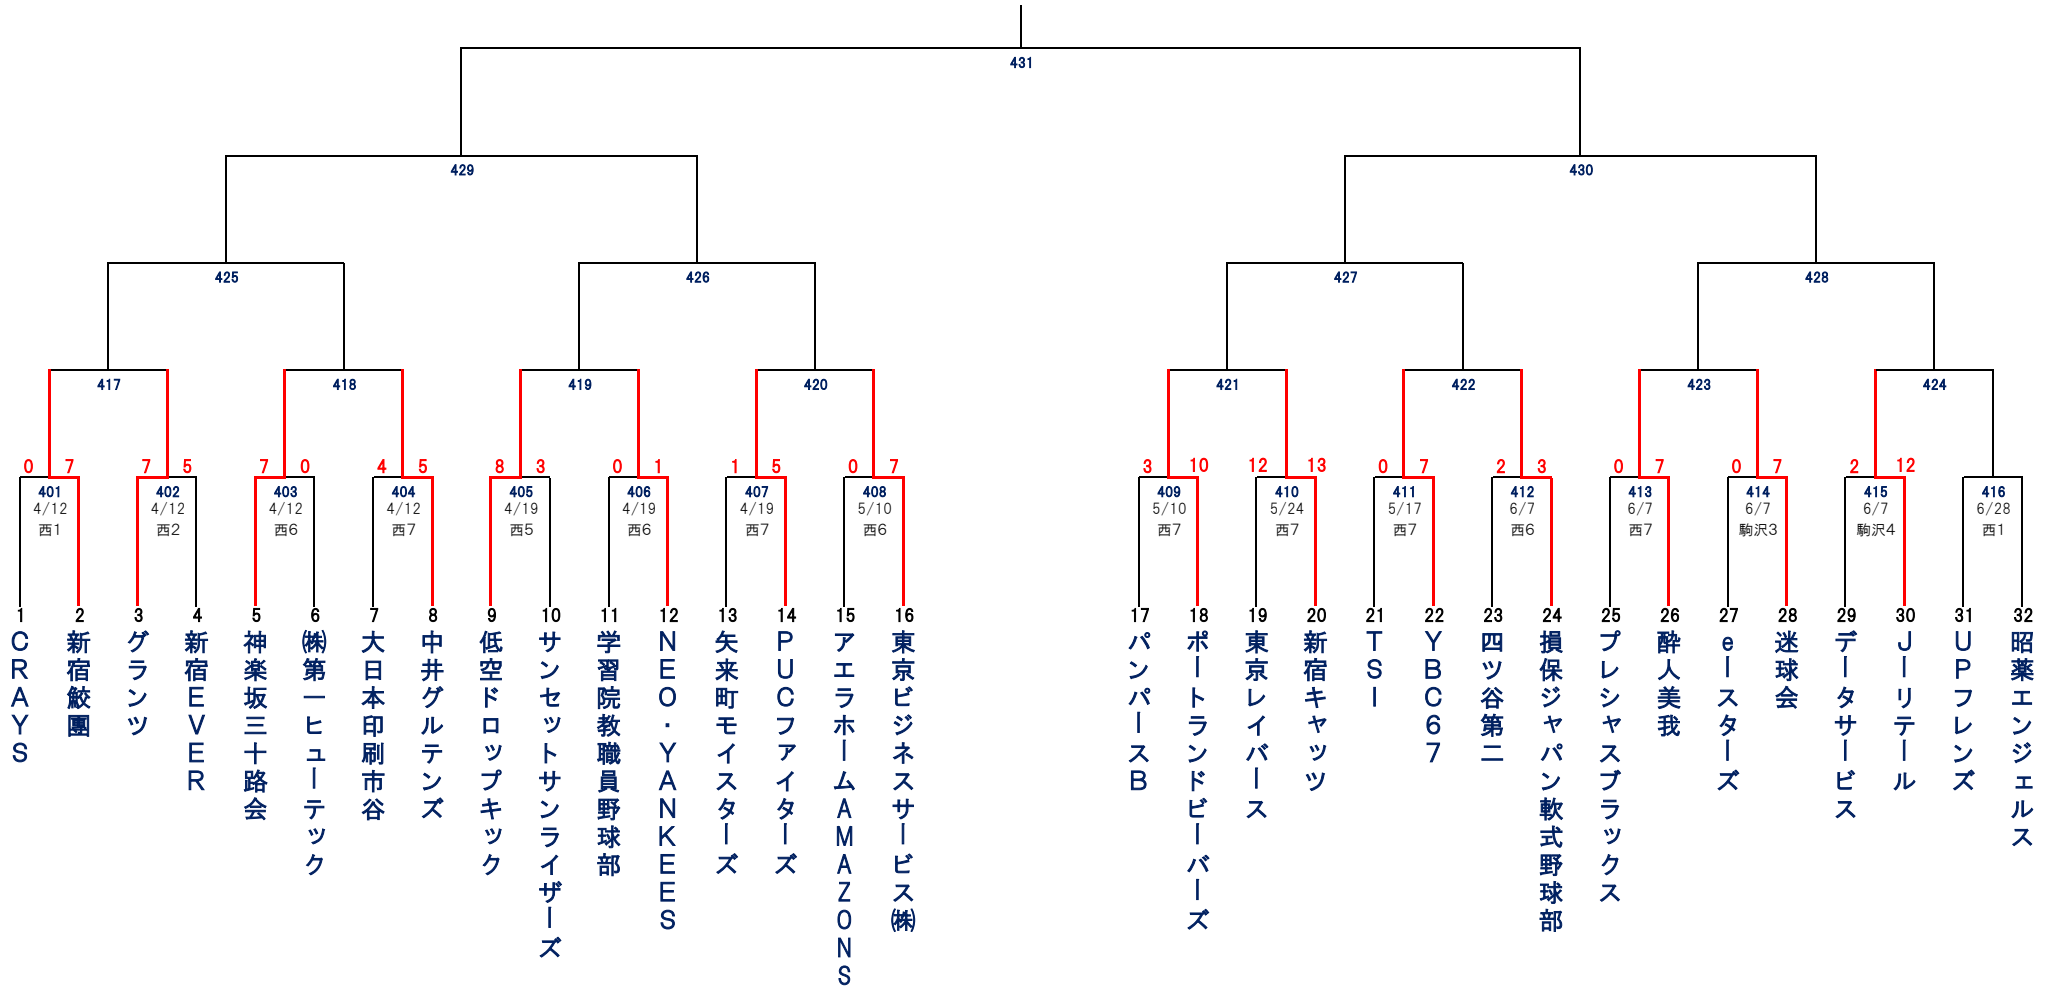 431
429
430
425
426
427
428
417
418
419
420
421
422
423
424
0 7
7 5
7 0
4 5
8 3
0 1
1 5
0 7
3 10
12 13
0 7
2 3
0 7
0 7
2 12
401
4/12
西1
402
4/12
西2
403
4/12
西6
404
4/12
西7
405
4/19
西5
406
4/19
西6
407
4/19
西7
408
5/10
西6
409
5/10
西7
410
5/24
西7
411
5/17
西7
412
6/7
西6
413
6/7
西7
414
6/7
駒沢3
415
6/7
駒沢4
416
6/28
西1
1
CRAYS
2
新宿鮫團
3
グランツ
4
新宿EVER
5
神楽坂三十路会
6
㈱第一ヒューテック
7
大日本印刷市谷
8
中井グルテンズ
9
低空ドロップキック
10
サンセットサンライザーズ
11
学習院教職員野球部
12
NEO・YANKEES
13
矢来町モイスターズ
14
PUCファイターズ
15
アエラホームAMAZONS
16
東京ビジネスサービス㈱
17
パンパースB
18
ポートランドビーバーズ
19
東京レイバース
20
新宿キャッツ
21
TSI
22
YBC67
23
四ツ谷第二
24
損保ジャパン軟式野球部
25
プレシャスブラックス
26
酔人美我
27
eースターズ
28
迷球会
29
データサービス
30
Jーリテール
31
UPフレンズ
32
昭薬エンジェルス